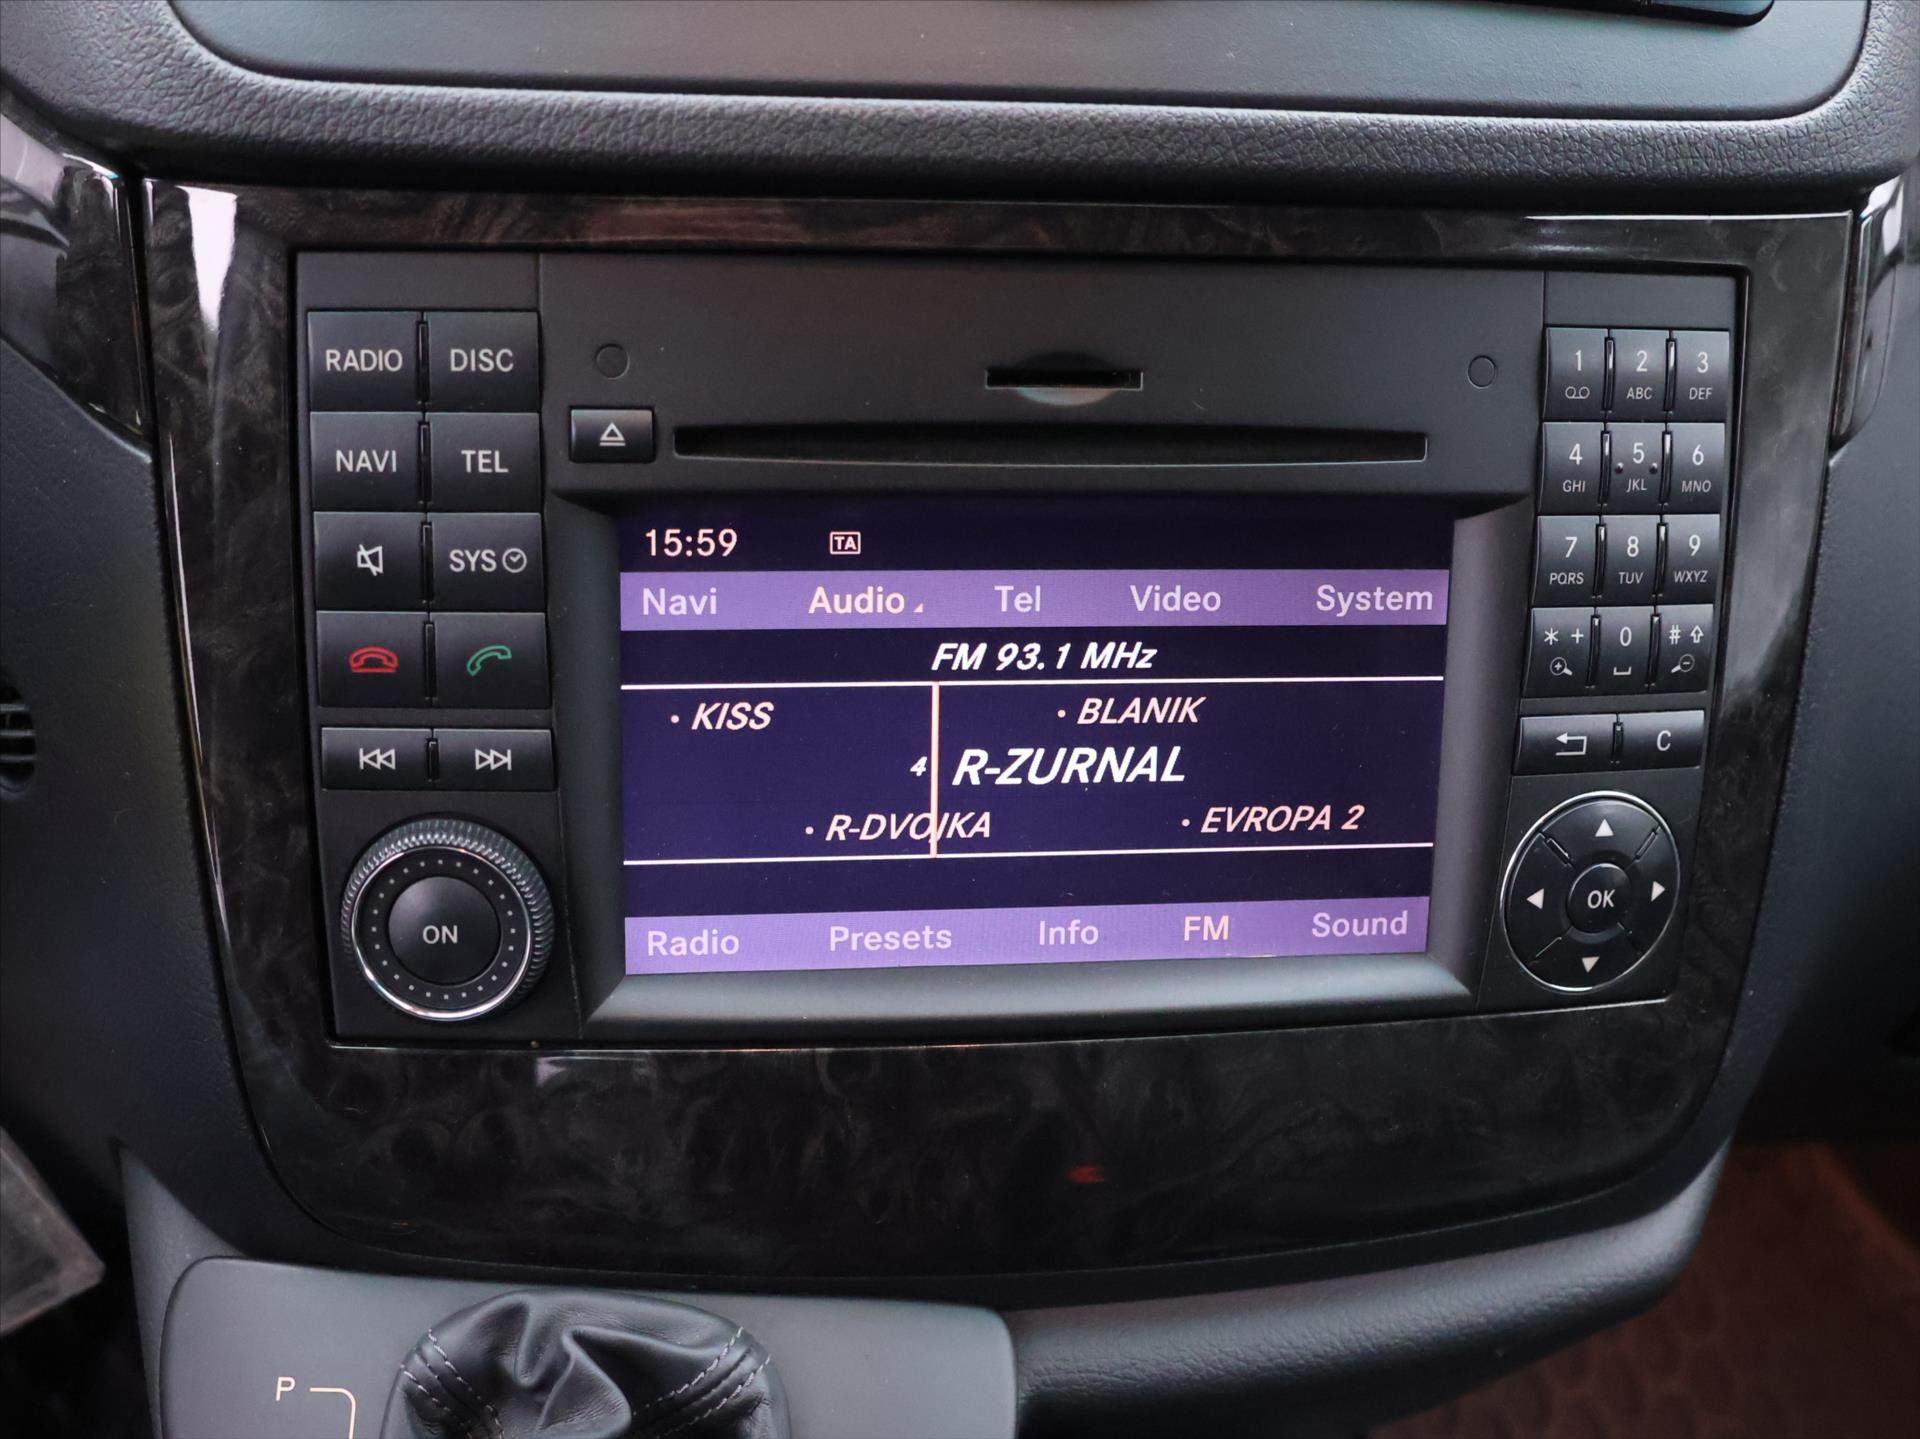 RADIO DISC
NAVI TEL
SYS
ON
15:59 TA
Navi Audio Tel Video System
FM 93.1 MHz
• KISS • BLANIK
4 R-ZURNAL
• R-DVOJKA • EVROPA 2
Radio Presets Info FM Sound
1 2 3
ABC DEF
4 5 6
GHI JKL MNO
7 8 9
PQRS TUV WXYZ
* + 0 #
C
OK
P